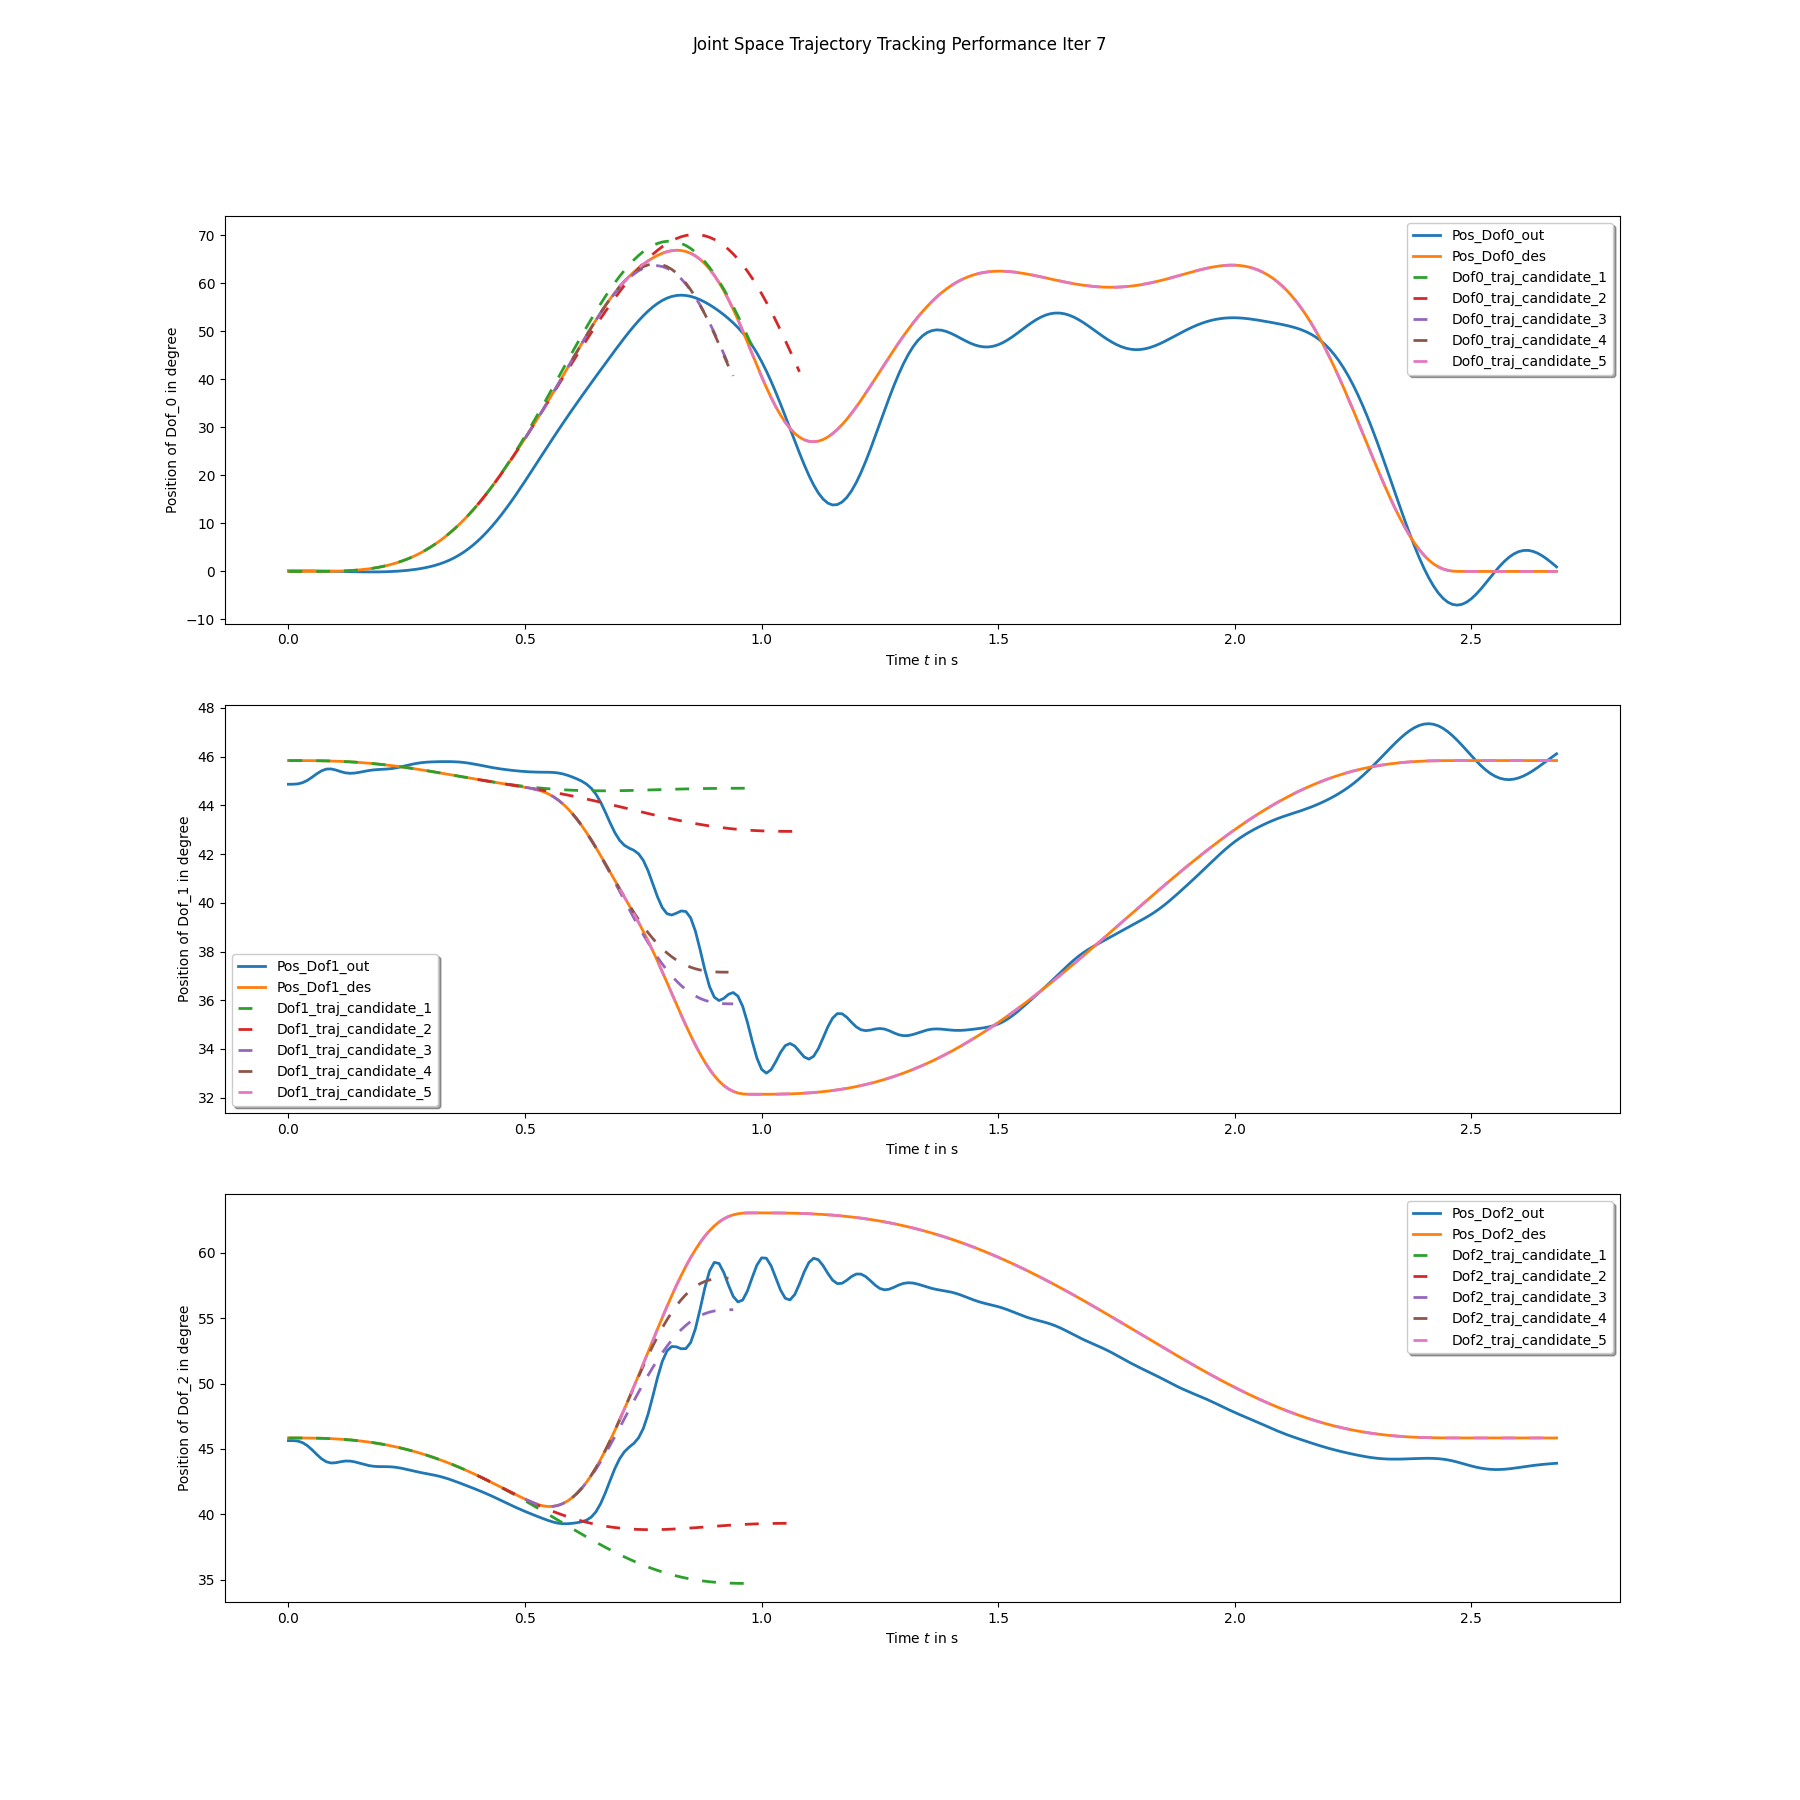 Joint Space Trajectory Tracking Performance Iter 7
Position of Dof_0 in degree
70
60
50
40
30
20
10
0
−10
Pos_Dof0_out
Pos_Dof0_des
Dof0_traj_candidate_1
Dof0_traj_candidate_2
Dof0_traj_candidate_3
Dof0_traj_candidate_4
Dof0_traj_candidate_5
0.0 0.5 1.0 1.5 2.0 2.5
Time t in s
Position of Dof_1 in degree
48
46
44
42
40
38
36
34
32
Pos_Dof1_out
Pos_Dof1_des
Dof1_traj_candidate_1
Dof1_traj_candidate_2
Dof1_traj_candidate_3
Dof1_traj_candidate_4
Dof1_traj_candidate_5
0.0 0.5 1.0 1.5 2.0 2.5
Time t in s
Position of Dof_2 in degree
60
55
50
45
40
35
Pos_Dof2_out
Pos_Dof2_des
Dof2_traj_candidate_1
Dof2_traj_candidate_2
Dof2_traj_candidate_3
Dof2_traj_candidate_4
Dof2_traj_candidate_5
0.0 0.5 1.0 1.5 2.0 2.5
Time t in s